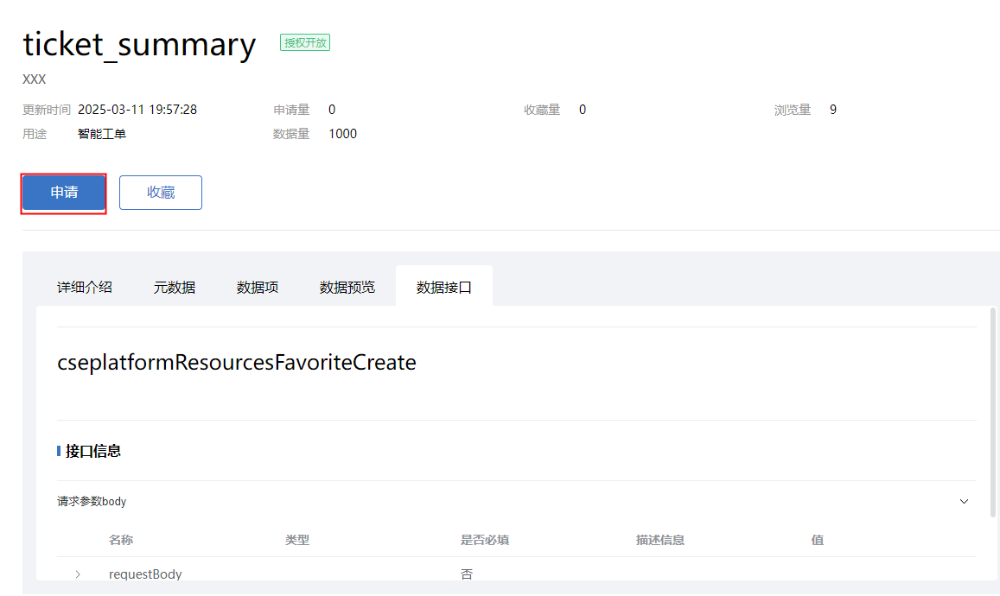 ticket_summary 授权开放
XXX
更新时间 2025-03-11 19:57:28 申请量 0 收藏量 0 浏览量 9
用途 智能工单 数据量 1000
申请 收藏
详细介绍 元数据 数据项 数据预览 数据接口
cseplatformResourcesFavoriteCreate
接口信息
请求参数body
名称 类型 是否必填 描述信息 值
requestBody 否